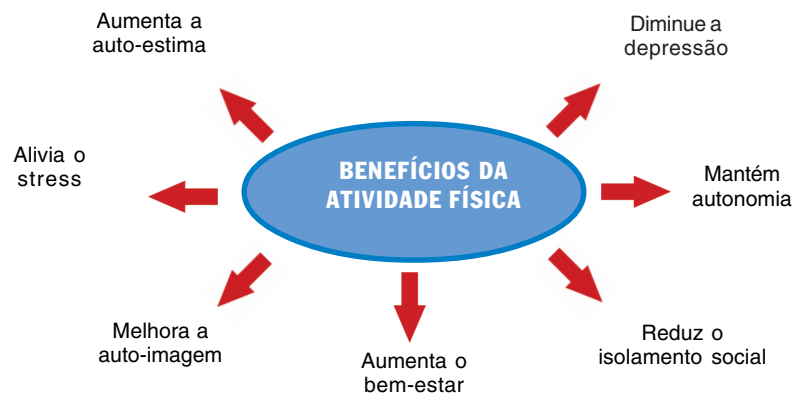 Aumenta a
auto-estima
Diminue a
depressão
Alivia o
stress
BENEFÍCIOS DA
ATIVIDADE FÍSICA
Mantém
autonomia
Melhora a
auto-imagem
Aumenta o
bem-estar
Reduz o
isolamento social